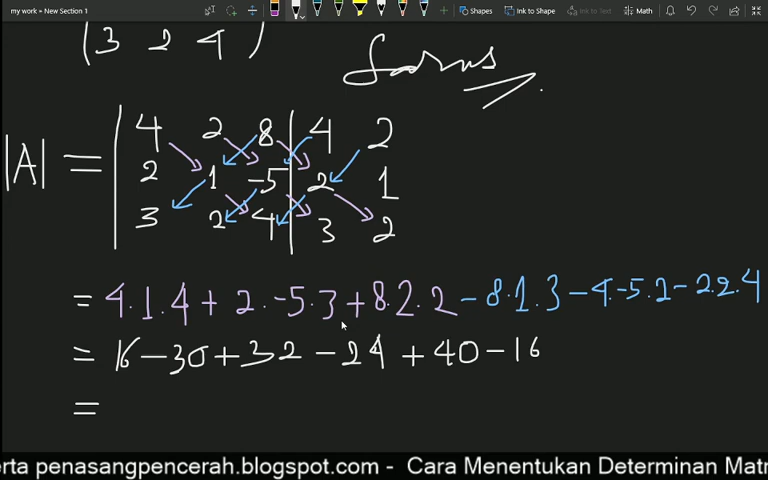 my work » New Section 1
Shapes Ink to Shape Ink to Text Math
(3 2 4)
Sarrus
|A| = | 4 2 8 | 4 2
2 1 -5 | 2 1
3 2 4 | 3 2
= 4.1.4 + 2.-5.3 + 8.2.2 - 8.1.3 - 4.-5.2 - 2.2.4
= 16 - 30 + 32 - 24 + 40 - 16
=
erta penasangpencerah.blogspot.com - Cara Menentukan Determinan Matr